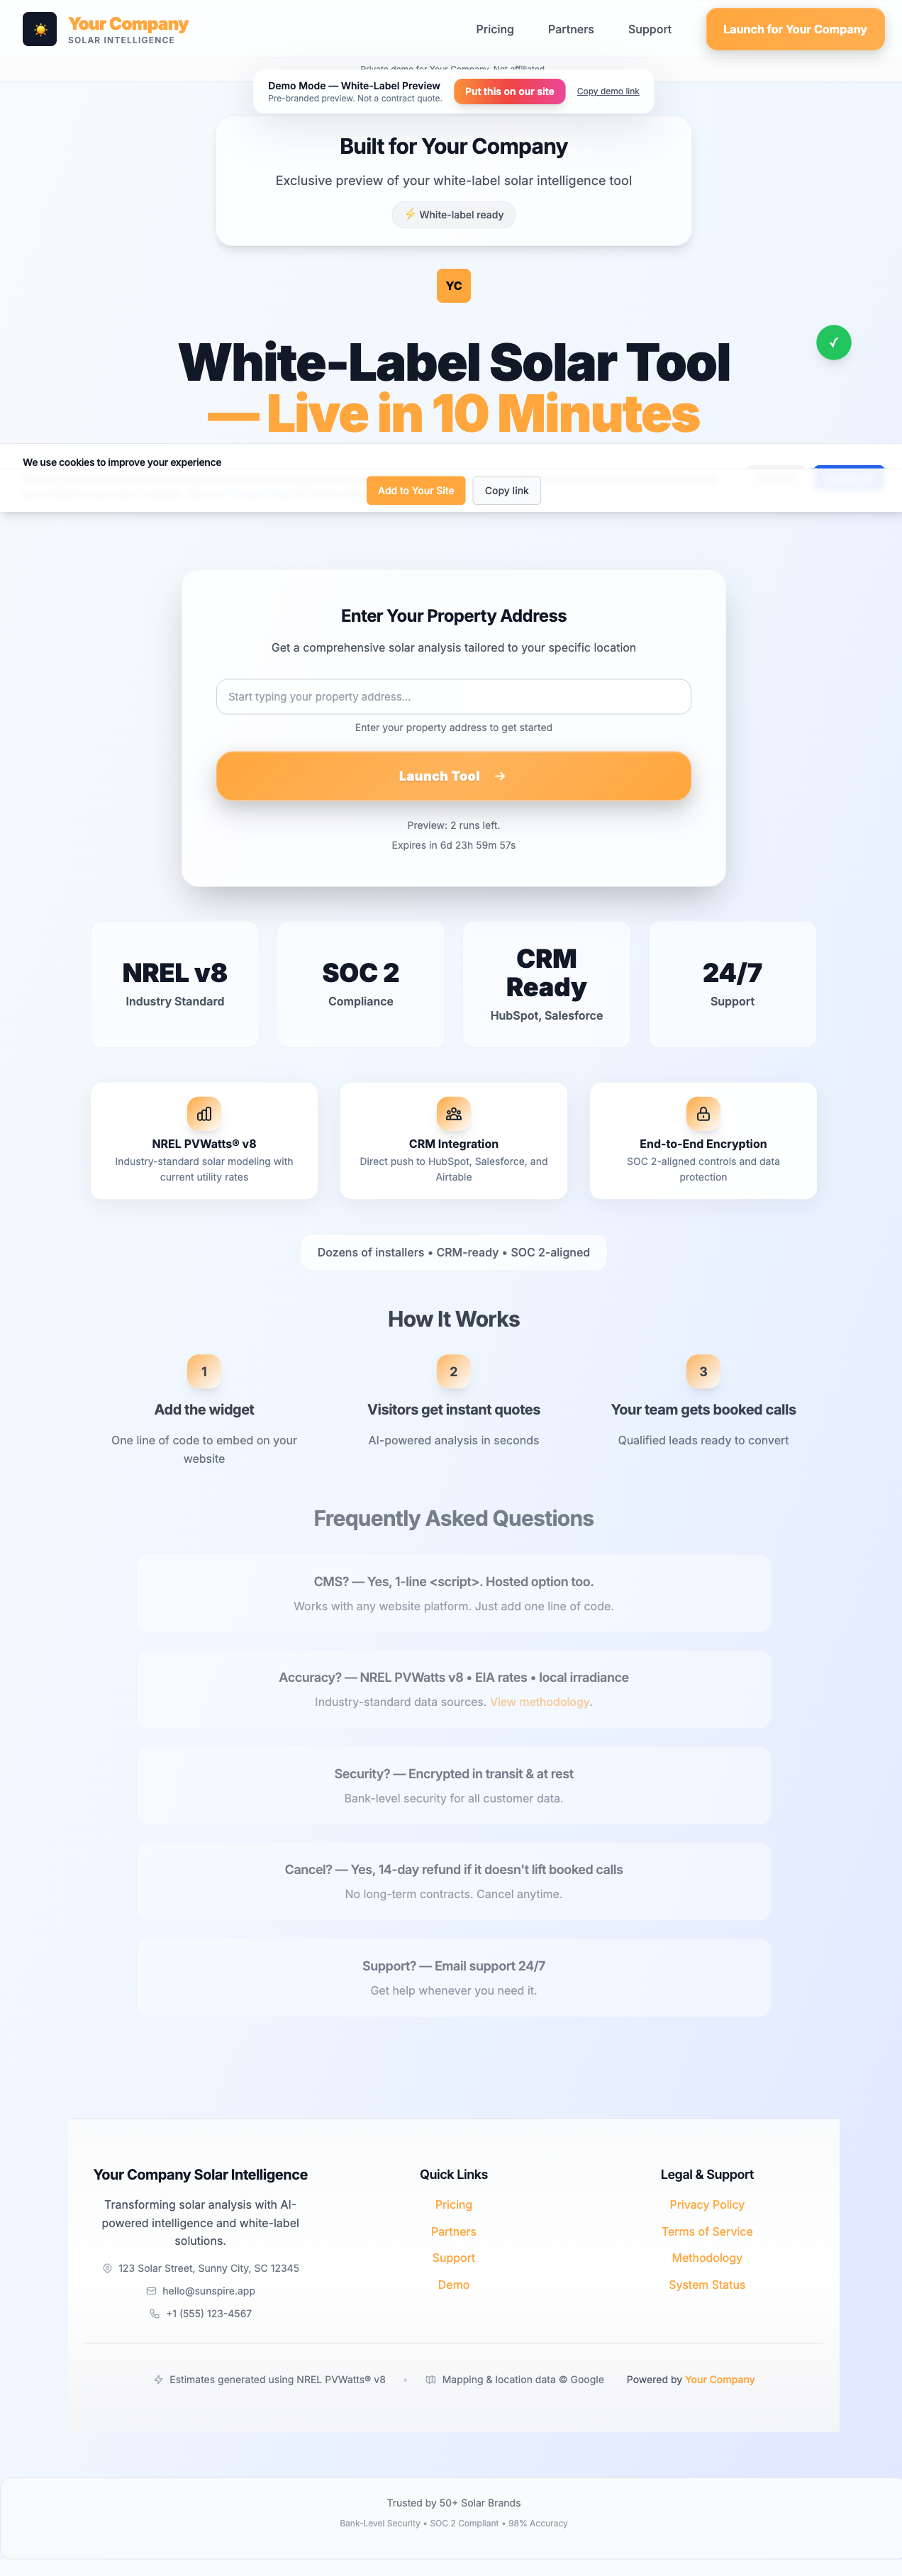 Your Company
SOLAR INTELLIGENCE
Pricing
Partners
Support
Launch for Your Company
Private demo for Your Company. Not affiliated
Demo Mode — White-Label Preview
Pre-branded preview. Not a contract quote.
Put this on our site
Copy demo link
Built for Your Company
Exclusive preview of your white-label solar intelligence tool
⚡ White-label ready
YC
White-Label Solar Tool
— Live in 10 Minutes
✓
We use cookies to improve your experience
Add to Your Site
Copy link
Enter Your Property Address
Get a comprehensive solar analysis tailored to your specific location
Start typing your property address...
Enter your property address to get started
Launch Tool →
Preview: 2 runs left.
Expires in 6d 23h 59m 57s
NREL v8
Industry Standard
SOC 2
Compliance
CRM
Ready
HubSpot, Salesforce
24/7
Support
NREL PVWatts® v8
Industry-standard solar modeling with
current utility rates
CRM Integration
Direct push to HubSpot, Salesforce, and
Airtable
End-to-End Encryption
SOC 2-aligned controls and data
protection
Dozens of installers • CRM-ready • SOC 2-aligned
How It Works
1
Add the widget
One line of code to embed on your
website
2
Visitors get instant quotes
AI-powered analysis in seconds
3
Your team gets booked calls
Qualified leads ready to convert
Frequently Asked Questions
CMS? — Yes, 1-line <script>. Hosted option too.
Works with any website platform. Just add one line of code.
Accuracy? — NREL PVWatts v8 • EIA rates • local irradiance
Industry-standard data sources. View methodology.
Security? — Encrypted in transit & at rest
Bank-level security for all customer data.
Cancel? — Yes, 14-day refund if it doesn't lift booked calls
No long-term contracts. Cancel anytime.
Support? — Email support 24/7
Get help whenever you need it.
Your Company Solar Intelligence
Transforming solar analysis with AI-
powered intelligence and white-label
solutions.
123 Solar Street, Sunny City, SC 12345
hello@sunspire.app
+1 (555) 123-4567
Quick Links
Pricing
Partners
Support
Demo
Legal & Support
Privacy Policy
Terms of Service
Methodology
System Status
Estimates generated using NREL PVWatts® v8
•
Mapping & location data © Google
Powered by Your Company
Trusted by 50+ Solar Brands
Bank-Level Security • SOC 2 Compliant • 98% Accuracy